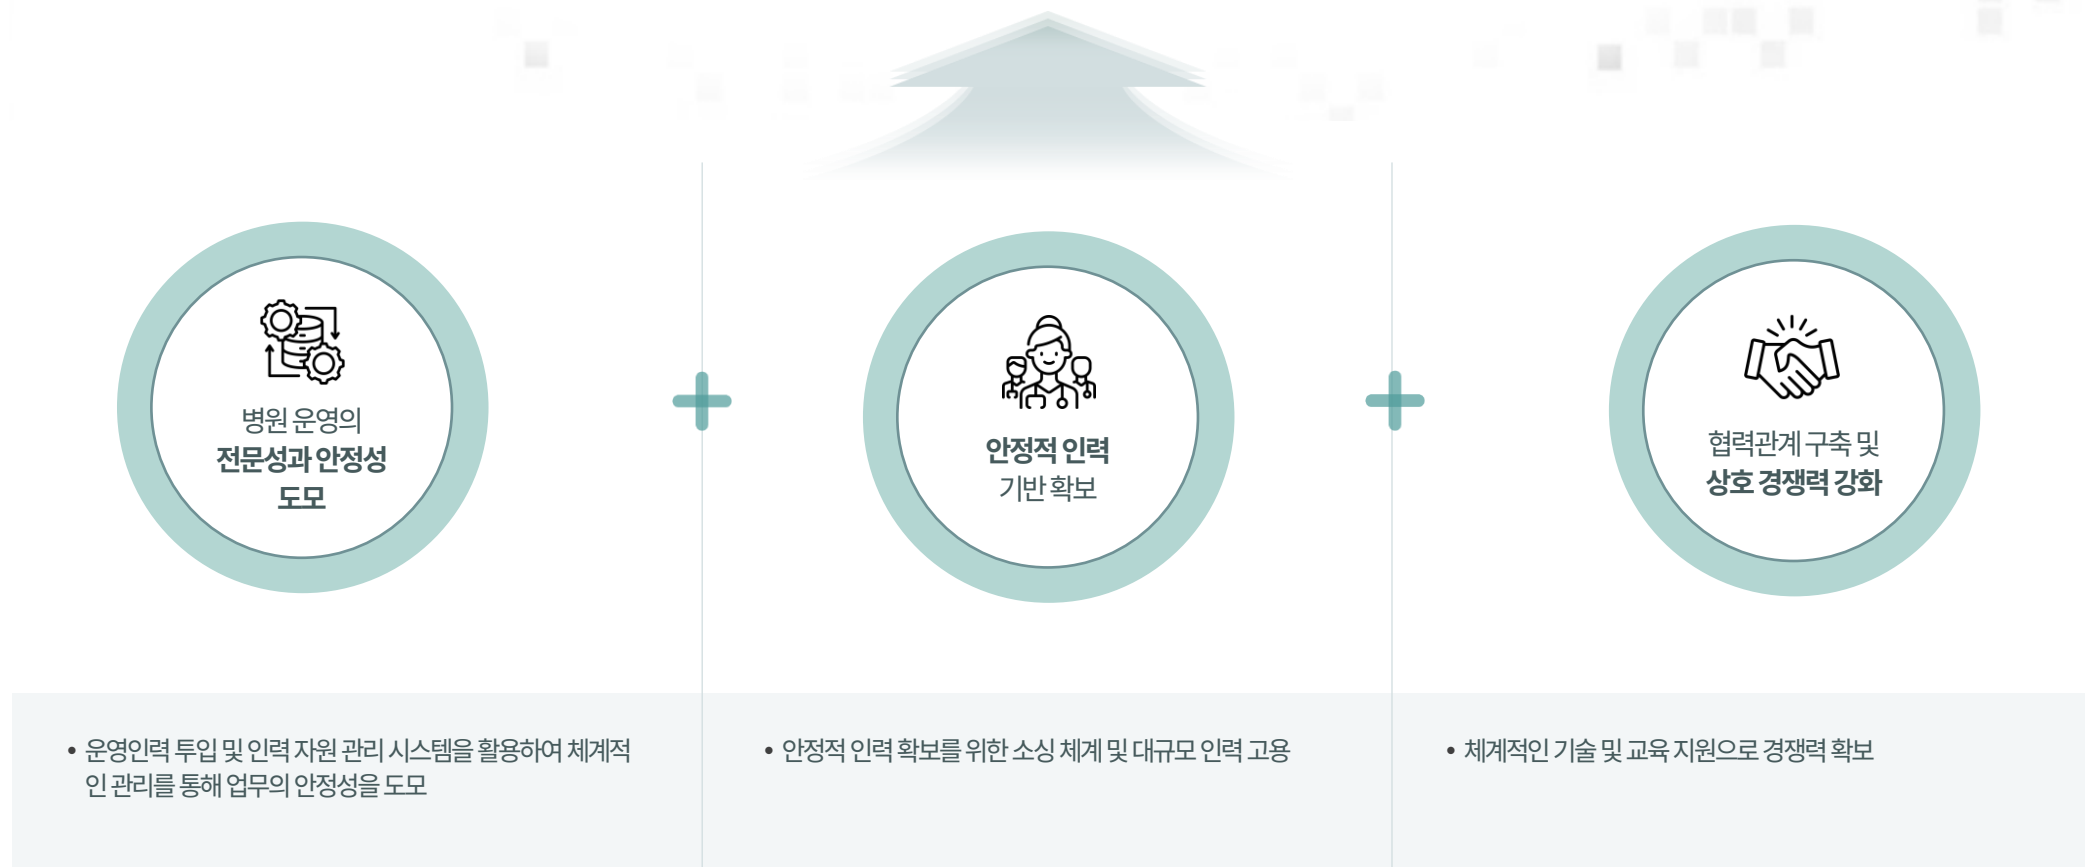 병원 운영의
전문성과 안정성
도모
안정적 인력
기반 확보
협력관계 구축 및
상호 경쟁력 강화
• 운영인력 투입 및 인력 자원 관리 시스템을 활용하여 체계적
인 관리를 통해 업무의 안정성을 도모
• 안정적 인력 확보를 위한 소싱 체계 및 대규모 인력 고용
• 체계적인 기술 및 교육 지원으로 경쟁력 확보